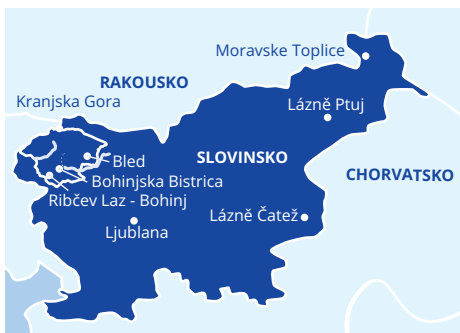 Moravske Toplice
RAKOUSKO
Kranjska Gora
Lázně Ptuj
Bled
SLOVINSKO
CHORVATSKO
Bohinjska Bistrica
Ribčev Laz - Bohinj
Lázně Čatež
Ljublana